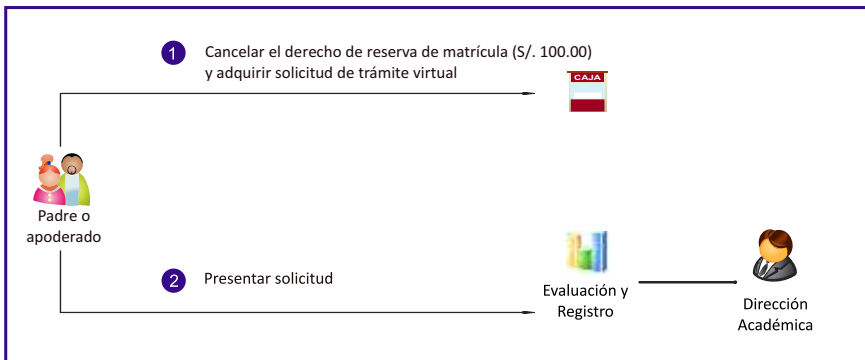 1 Cancelar el derecho de reserva de matrícula (S/. 100.00)
y adquirir solicitud de trámite virtual
CAJA
Padre o
apoderado
2 Presentar solicitud
Evaluación y
Registro
Dirección
Académica